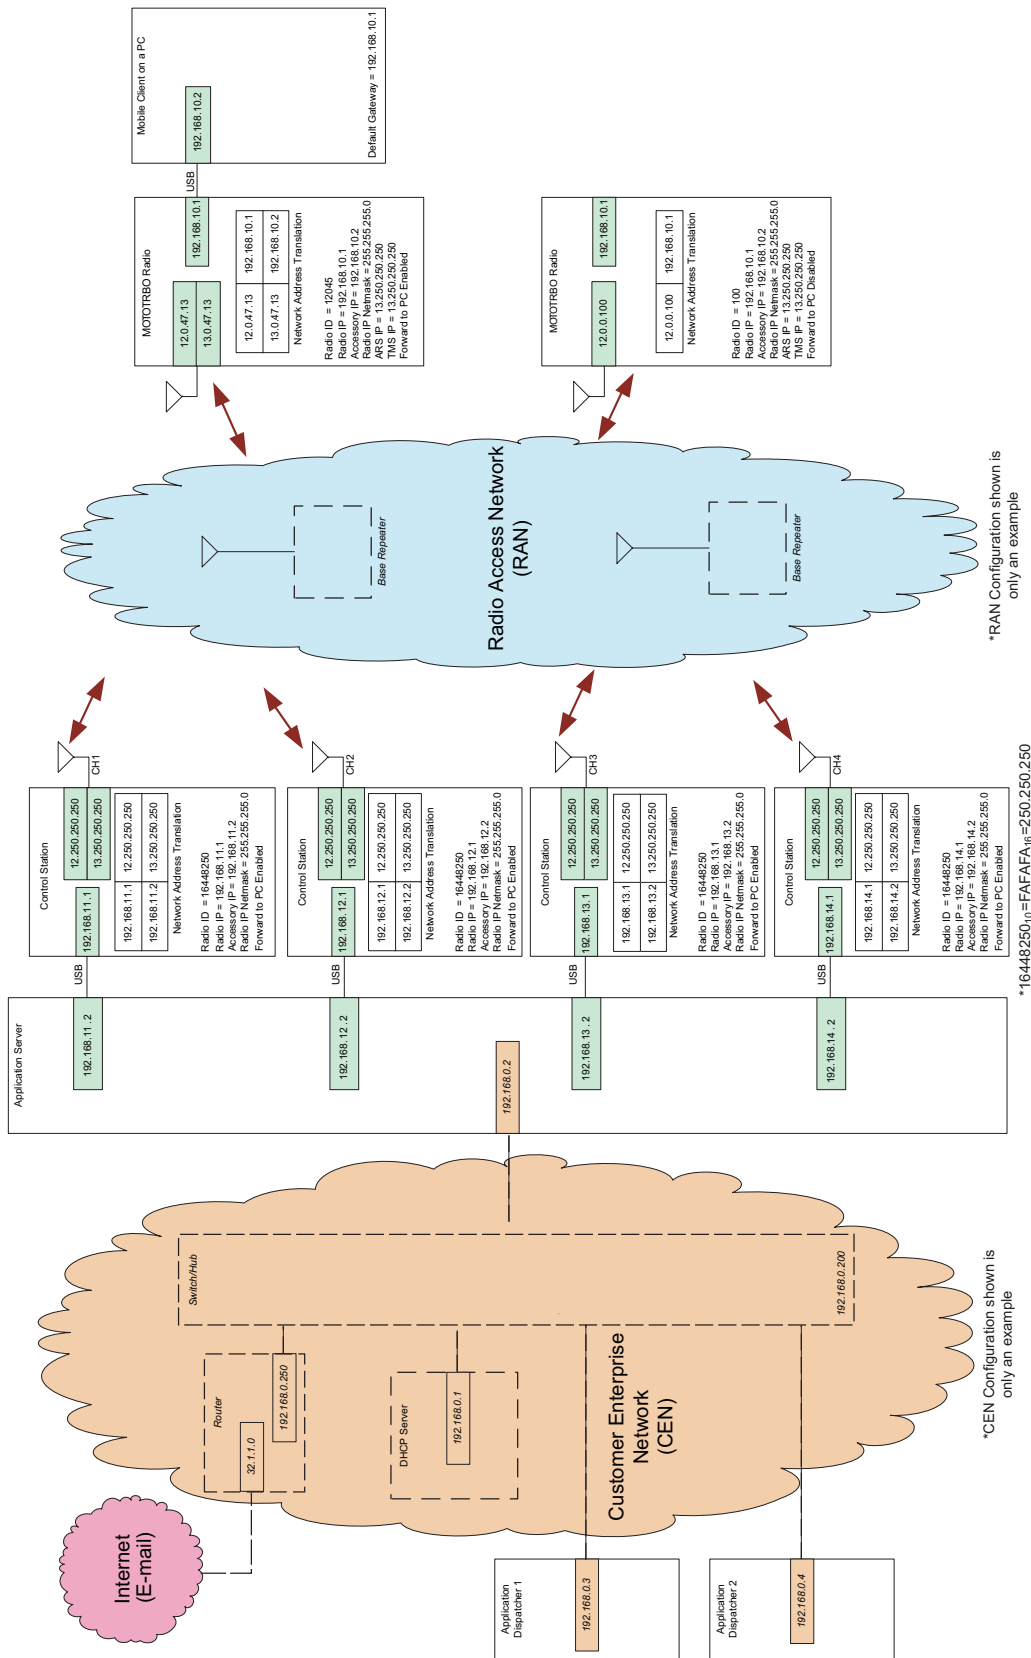 Internet
(E-mail)
Router
32.1.1.0
192.168.0.250
DHCP Server
192.168.0.1
Customer Enterprise
Network
(CEN)
Switch/Hub
192.168.0.200
Application
Dispatcher 1
192.168.0.3
Application
Dispatcher 2
192.168.0.4
*CEN Configuration shown is
only an example
Application Server
192.168.0.2
192.168.11 .2
192.168.12 .2
192.168.13 .2
192.168.14 .2
USB
USB
USB
USB
Control Station
192.168.11.1
12.250.250.250
13.250.250.250
192.168.11.1 12.250.250.250
192.168.11.2 13.250.250.250
Network Address Translation
Radio ID = 16448250
Radio IP = 192.168.11.1
Accessory IP = 192.168.11.2
Radio IP Netmask = 255.255.255.0
Forward to PC Enabled
CH1
Control Station
192.168.12.1
12.250.250.250
13.250.250.250
192.168.12.1 12.250.250.250
192.168.12.2 13.250.250.250
Network Address Translation
Radio ID = 16448250
Radio IP = 192.168.12.1
Accessory IP = 192.168.12.2
Radio IP Netmask = 255.255.255.0
Forward to PC Enabled
CH2
Control Station
192.168.13.1
12.250.250.250
13.250.250.250
192.168.13.1 12.250.250.250
192.168.13.2 13.250.250.250
Network Address Translation
Radio ID = 16448250
Radio IP = 192.168.13.1
Accessory IP = 192.168.13.2
Radio IP Netmask = 255.255.255.0
Forward to PC Enabled
CH3
Control Station
192.168.14.1
12.250.250.250
13.250.250.250
192.168.14.1 12.250.250.250
192.168.14.2 13.250.250.250
Network Address Translation
Radio ID = 16448250
Radio IP = 192.168.14.1
Accessory IP = 192.168.14.2
Radio IP Netmask = 255.255.255.0
Forward to PC Enabled
CH4
*16448250₁₀=FAFAFA₁₆=250.250.250
Base Repeater
Radio Access Network
(RAN)
Base Repeater
*RAN Configuration shown is
only an example
MOTOTRBO Radio
12.0.47.13
13.0.47.13
192.168.10.1
12.0.47.13 192.168.10.1
13.0.47.13 192.168.10.2
Network Address Translation
Radio ID = 12045
Radio IP = 192.168.10.1
Accessory IP = 192.168.10.2
Radio IP Netmask = 255.255.255.0
ARS IP = 13.250.250.250
TMS IP = 13.250.250.250
Forward to PC Enabled
USB
Mobile Client on a PC
192.168.10.2
Default Gateway = 192.168.10.1
MOTOTRBO Radio
12.0.0.100
192.168.10.1
12.0.0.100 192.168.10.1
Network Address Translation
Radio ID = 100
Radio IP = 192.168.10.1
Accessory IP = 192.168.10.2
Radio IP Netmask = 255.255.255.0
ARS IP = 13.250.250.250
TMS IP = 13.250.250.250
Forward to PC Disabled